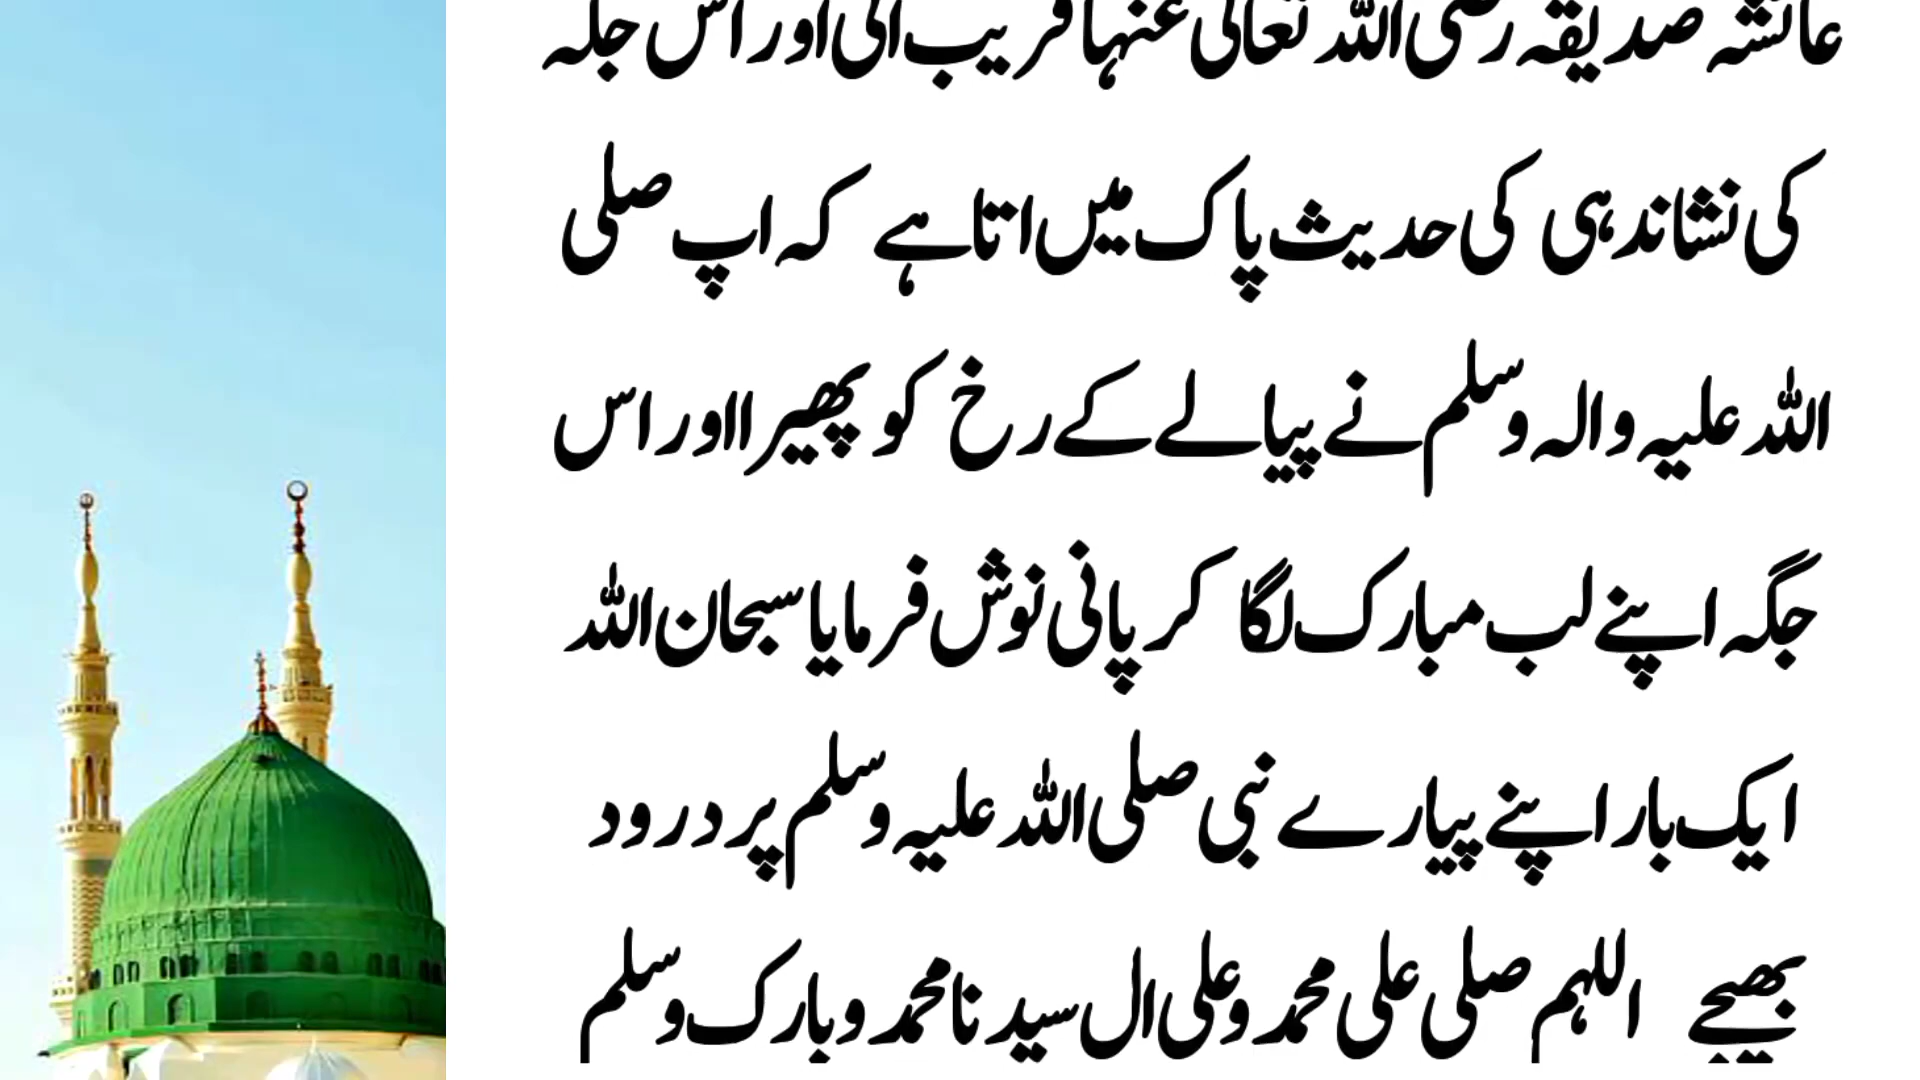 عائشہ صدیقہ رضی اللہ تعالی عنہا قریب ائی اور اس جگہ
کی نشاندہی کی حدیث پاک میں اتا ہے کہ اپ صلی
اللہ علیہ والہ وسلم نے پیالے کے رخ کو پھیرا اور اس
جگہ اپنے لب مبارک لگا کر پانی نوش فرمایا سبحان اللہ
ایک بار اپنے پیارے نبی صلی اللہ علیہ وسلم پر درود
بھیجے اللہم صلی علی محمد وعلی ال سیدنا محمد وبارک وسلم